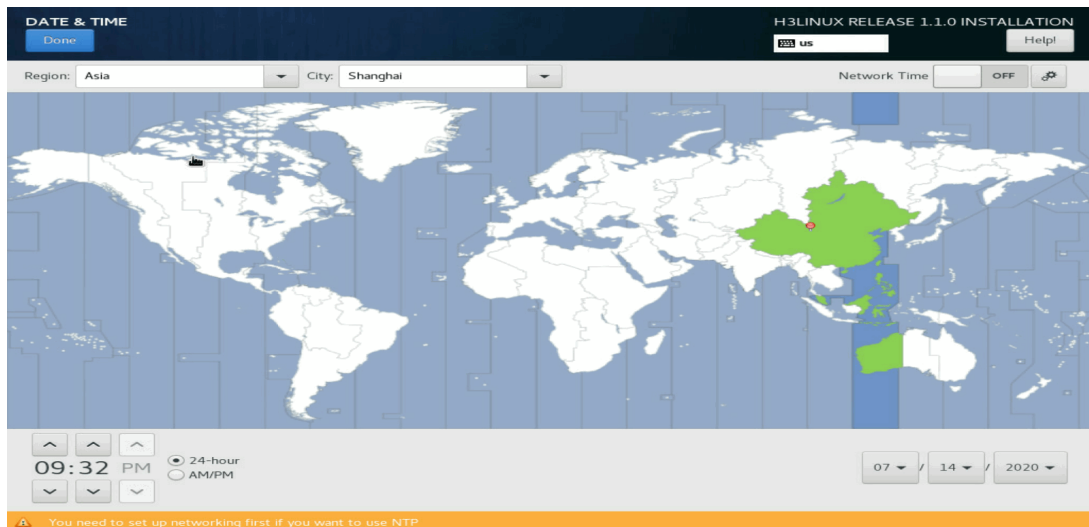 DATE & TIME
H3LINUX RELEASE 1.1.0 INSTALLATION
Done
us
Help!
Region:
Asia
City:
Shanghai
Network Time
OFF
09:32 PM
24-hour
AM/PM
07 / 14 / 2020
You need to set up networking first if you want to use NTP